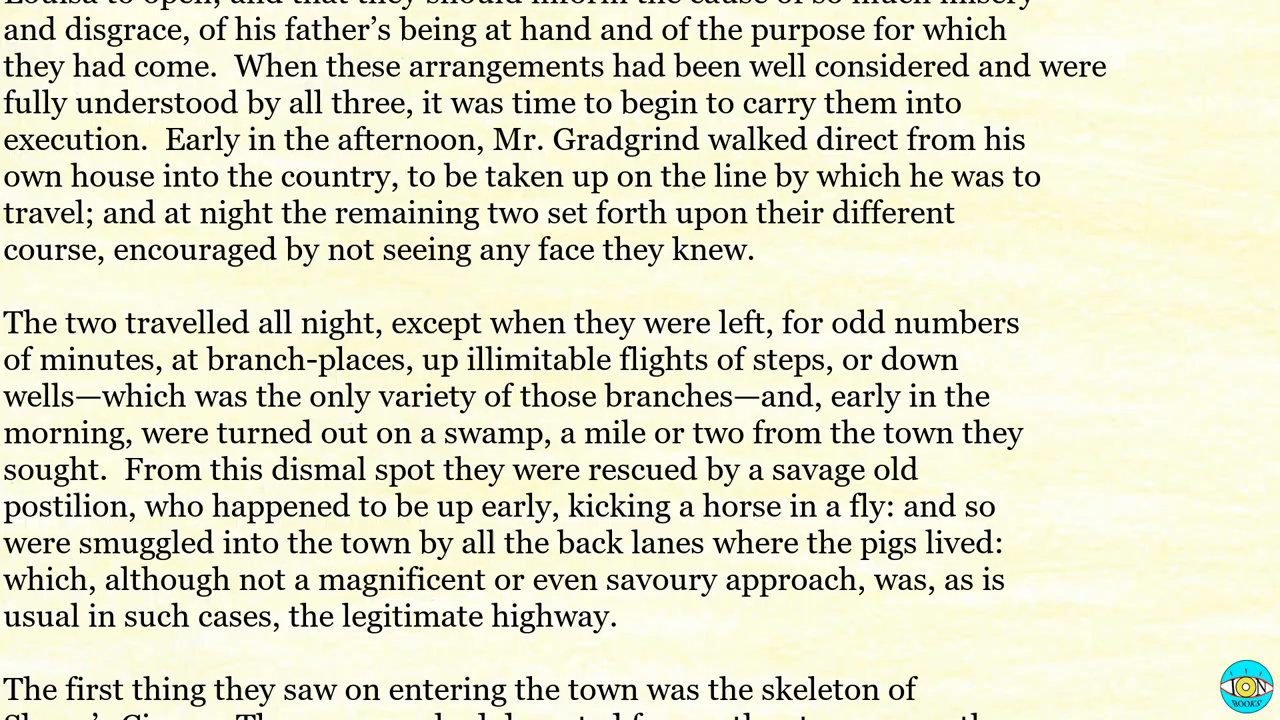 and disgrace, of his father’s being at hand and of the purpose for which
they had come.  When these arrangements had been well considered and were
fully understood by all three, it was time to begin to carry them into
execution.  Early in the afternoon, Mr. Gradgrind walked direct from his
own house into the country, to be taken up on the line by which he was to
travel; and at night the remaining two set forth upon their different
course, encouraged by not seeing any face they knew.

The two travelled all night, except when they were left, for odd numbers
of minutes, at branch-places, up illimitable flights of steps, or down
wells—which was the only variety of those branches—and, early in the
morning, were turned out on a swamp, a mile or two from the town they
sought.  From this dismal spot they were rescued by a savage old
postilion, who happened to be up early, kicking a horse in a fly: and so
were smuggled into the town by all the back lanes where the pigs lived:
which, although not a magnificent or even savoury approach, was, as is
usual in such cases, the legitimate highway.

The first thing they saw on entering the town was the skeleton of
ION
BOOKS